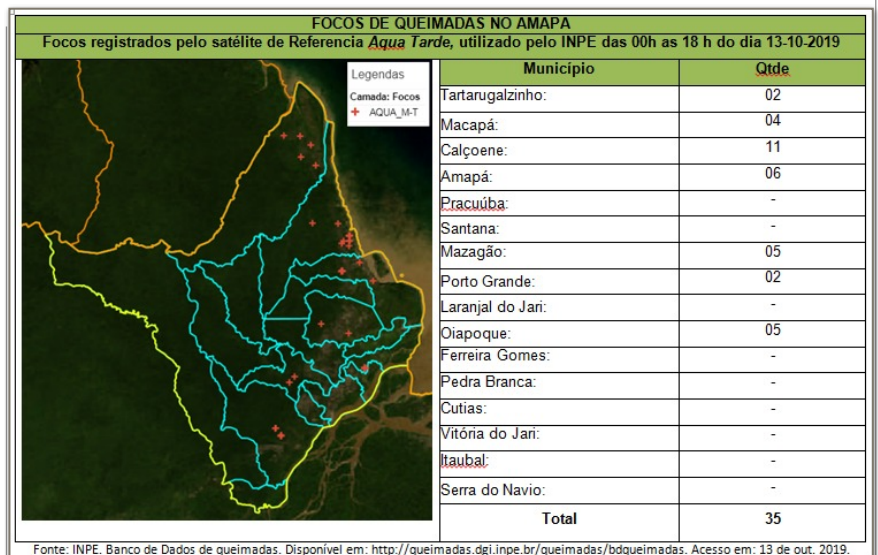 FOCOS DE QUEIMADAS NO AMAPA
Focos registrados pelo satélite de Referencia Aqua Tarde, utilizado pelo INPE das 00h as 18 h do dia 13-10-2019
Legendas
Camada: Focos
+ AQUA_M-T
Município Qtde
Tartarugalzinho: 02
Macapá: 04
Calçoene: 11
Amapá: 06
Pracuúba: -
Santana: -
Mazagão: 05
Porto Grande: 02
Laranjal do Jari: -
Oiapoque: 05
Ferreira Gomes: -
Pedra Branca: -
Cutias: -
Vitória do Jari: -
Itaubal: -
Serra do Navio: -
Total 35
Fonte: INPE. Banco de Dados de queimadas. Disponível em: http://queimadas.dgi.inpe.br/queimadas/bdqueimadas. Acesso em: 13 de out. 2019.